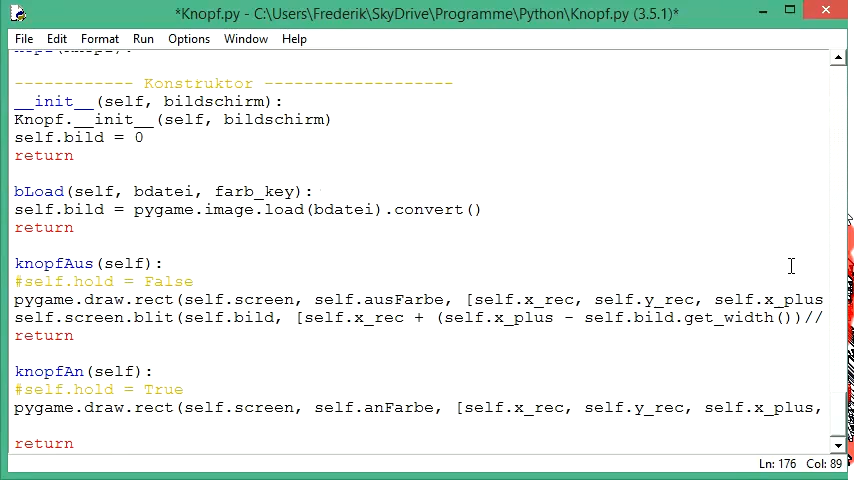 *Knopf.py - C:\Users\Frederik\SkyDrive\Programme\Python\Knopf.py (3.5.1)*
File Edit Format Run Options Window Help
------------ Konstruktor -------------------
__init__(self, bildschirm):
Knopf.__init__(self, bildschirm)
self.bild = 0
return
bLoad(self, bdatei, farb_key):
self.bild = pygame.image.load(bdatei).convert()
return
knopfAus(self):
#self.hold = False
pygame.draw.rect(self.screen, self.ausFarbe, [self.x_rec, self.y_rec, self.x_plus
self.screen.blit(self.bild, [self.x_rec + (self.x_plus - self.bild.get_width())//
return
knopfAn(self):
#self.hold = True
pygame.draw.rect(self.screen, self.anFarbe, [self.x_rec, self.y_rec, self.x_plus,
return
Ln: 176 Col: 89